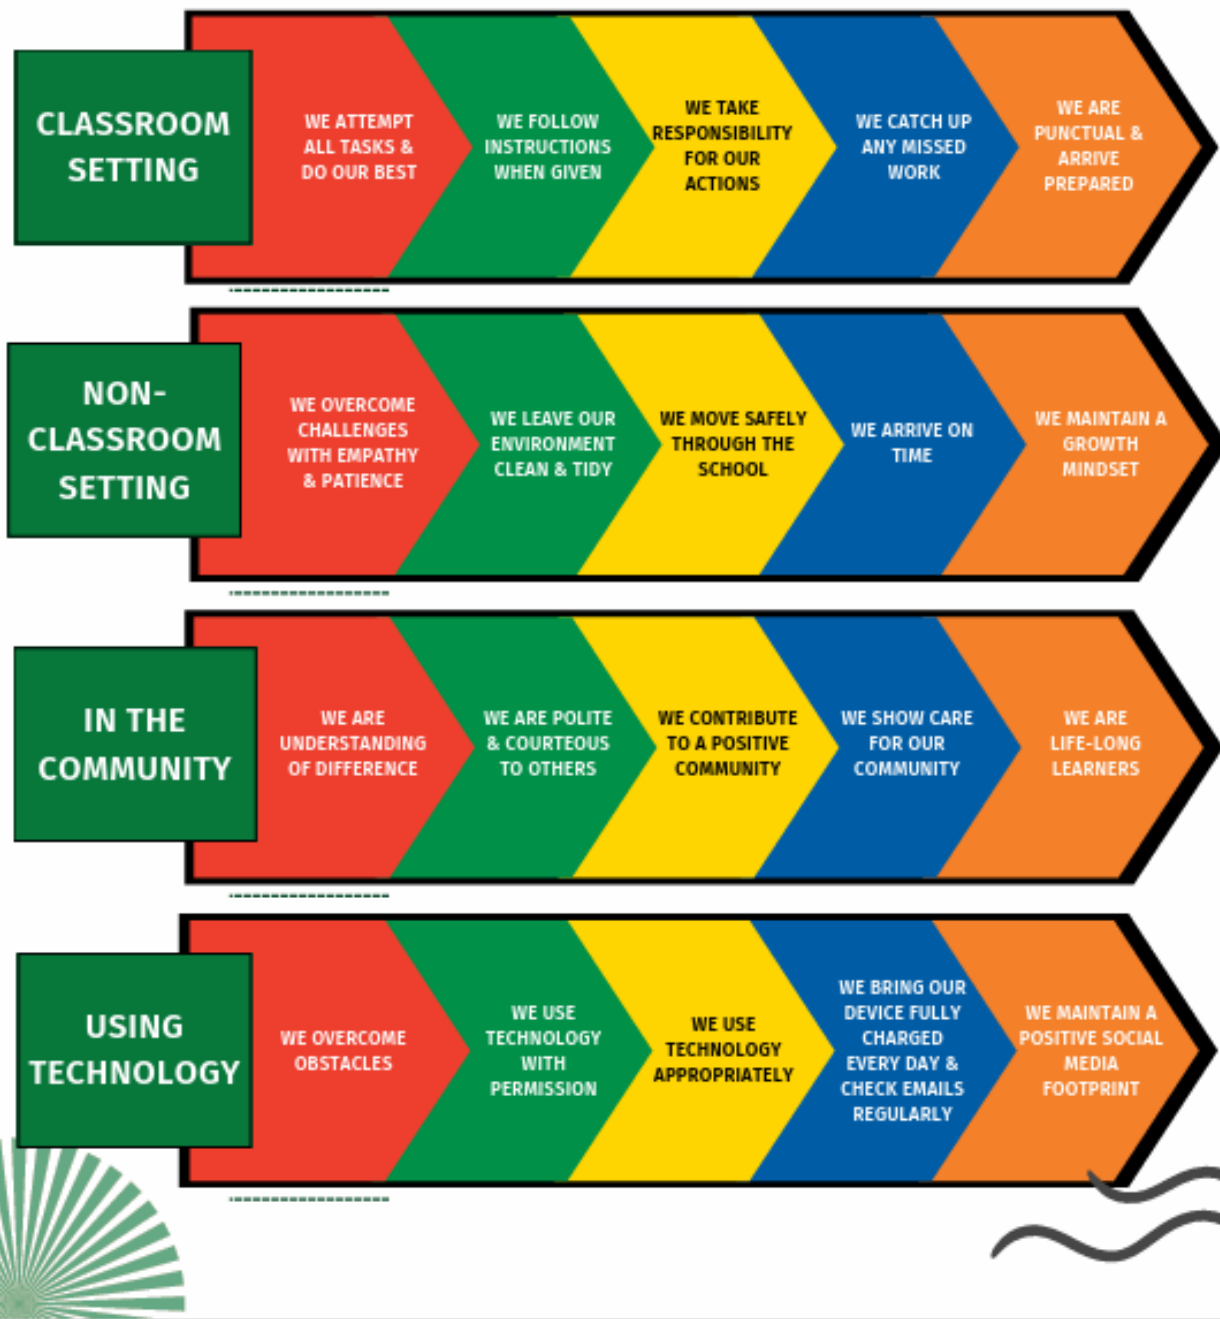 CLASSROOM
SETTING
WE ATTEMPT
ALL TASKS &
DO OUR BEST
WE FOLLOW
INSTRUCTIONS
WHEN GIVEN
WE TAKE
RESPONSIBILITY
FOR OUR
ACTIONS
WE CATCH UP
ANY MISSED
WORK
WE ARE
PUNCTUAL &
ARRIVE
PREPARED
NON-
CLASSROOM
SETTING
WE OVERCOME
CHALLENGES
WITH EMPATHY
& PATIENCE
WE LEAVE OUR
ENVIRONMENT
CLEAN & TIDY
WE MOVE SAFELY
THROUGH THE
SCHOOL
WE ARRIVE ON
TIME
WE MAINTAIN A
GROWTH
MINDSET
IN THE
COMMUNITY
WE ARE
UNDERSTANDING
OF DIFFERENCE
WE ARE POLITE
& COURTEOUS
TO OTHERS
WE CONTRIBUTE
TO A POSITIVE
COMMUNITY
WE SHOW CARE
FOR OUR
COMMUNITY
WE ARE
LIFE-LONG
LEARNERS
USING
TECHNOLOGY
WE OVERCOME
OBSTACLES
WE USE
TECHNOLOGY
WITH
PERMISSION
WE USE
TECHNOLOGY
APPROPRIATELY
WE BRING OUR
DEVICE FULLY
CHARGED
EVERY DAY &
CHECK EMAILS
REGULARLY
WE MAINTAIN A
POSITIVE SOCIAL
MEDIA
FOOTPRINT